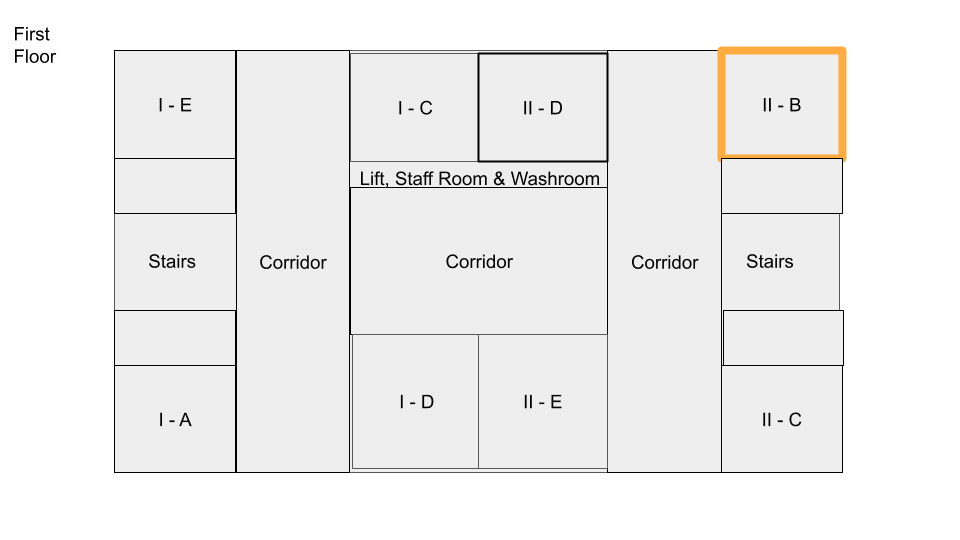 First
Floor
I - E
I - C
II - D
II - B
Lift, Staff Room & Washroom
Stairs
Corridor
Corridor
Corridor
Stairs
I - D
II - E
I - A
II - C